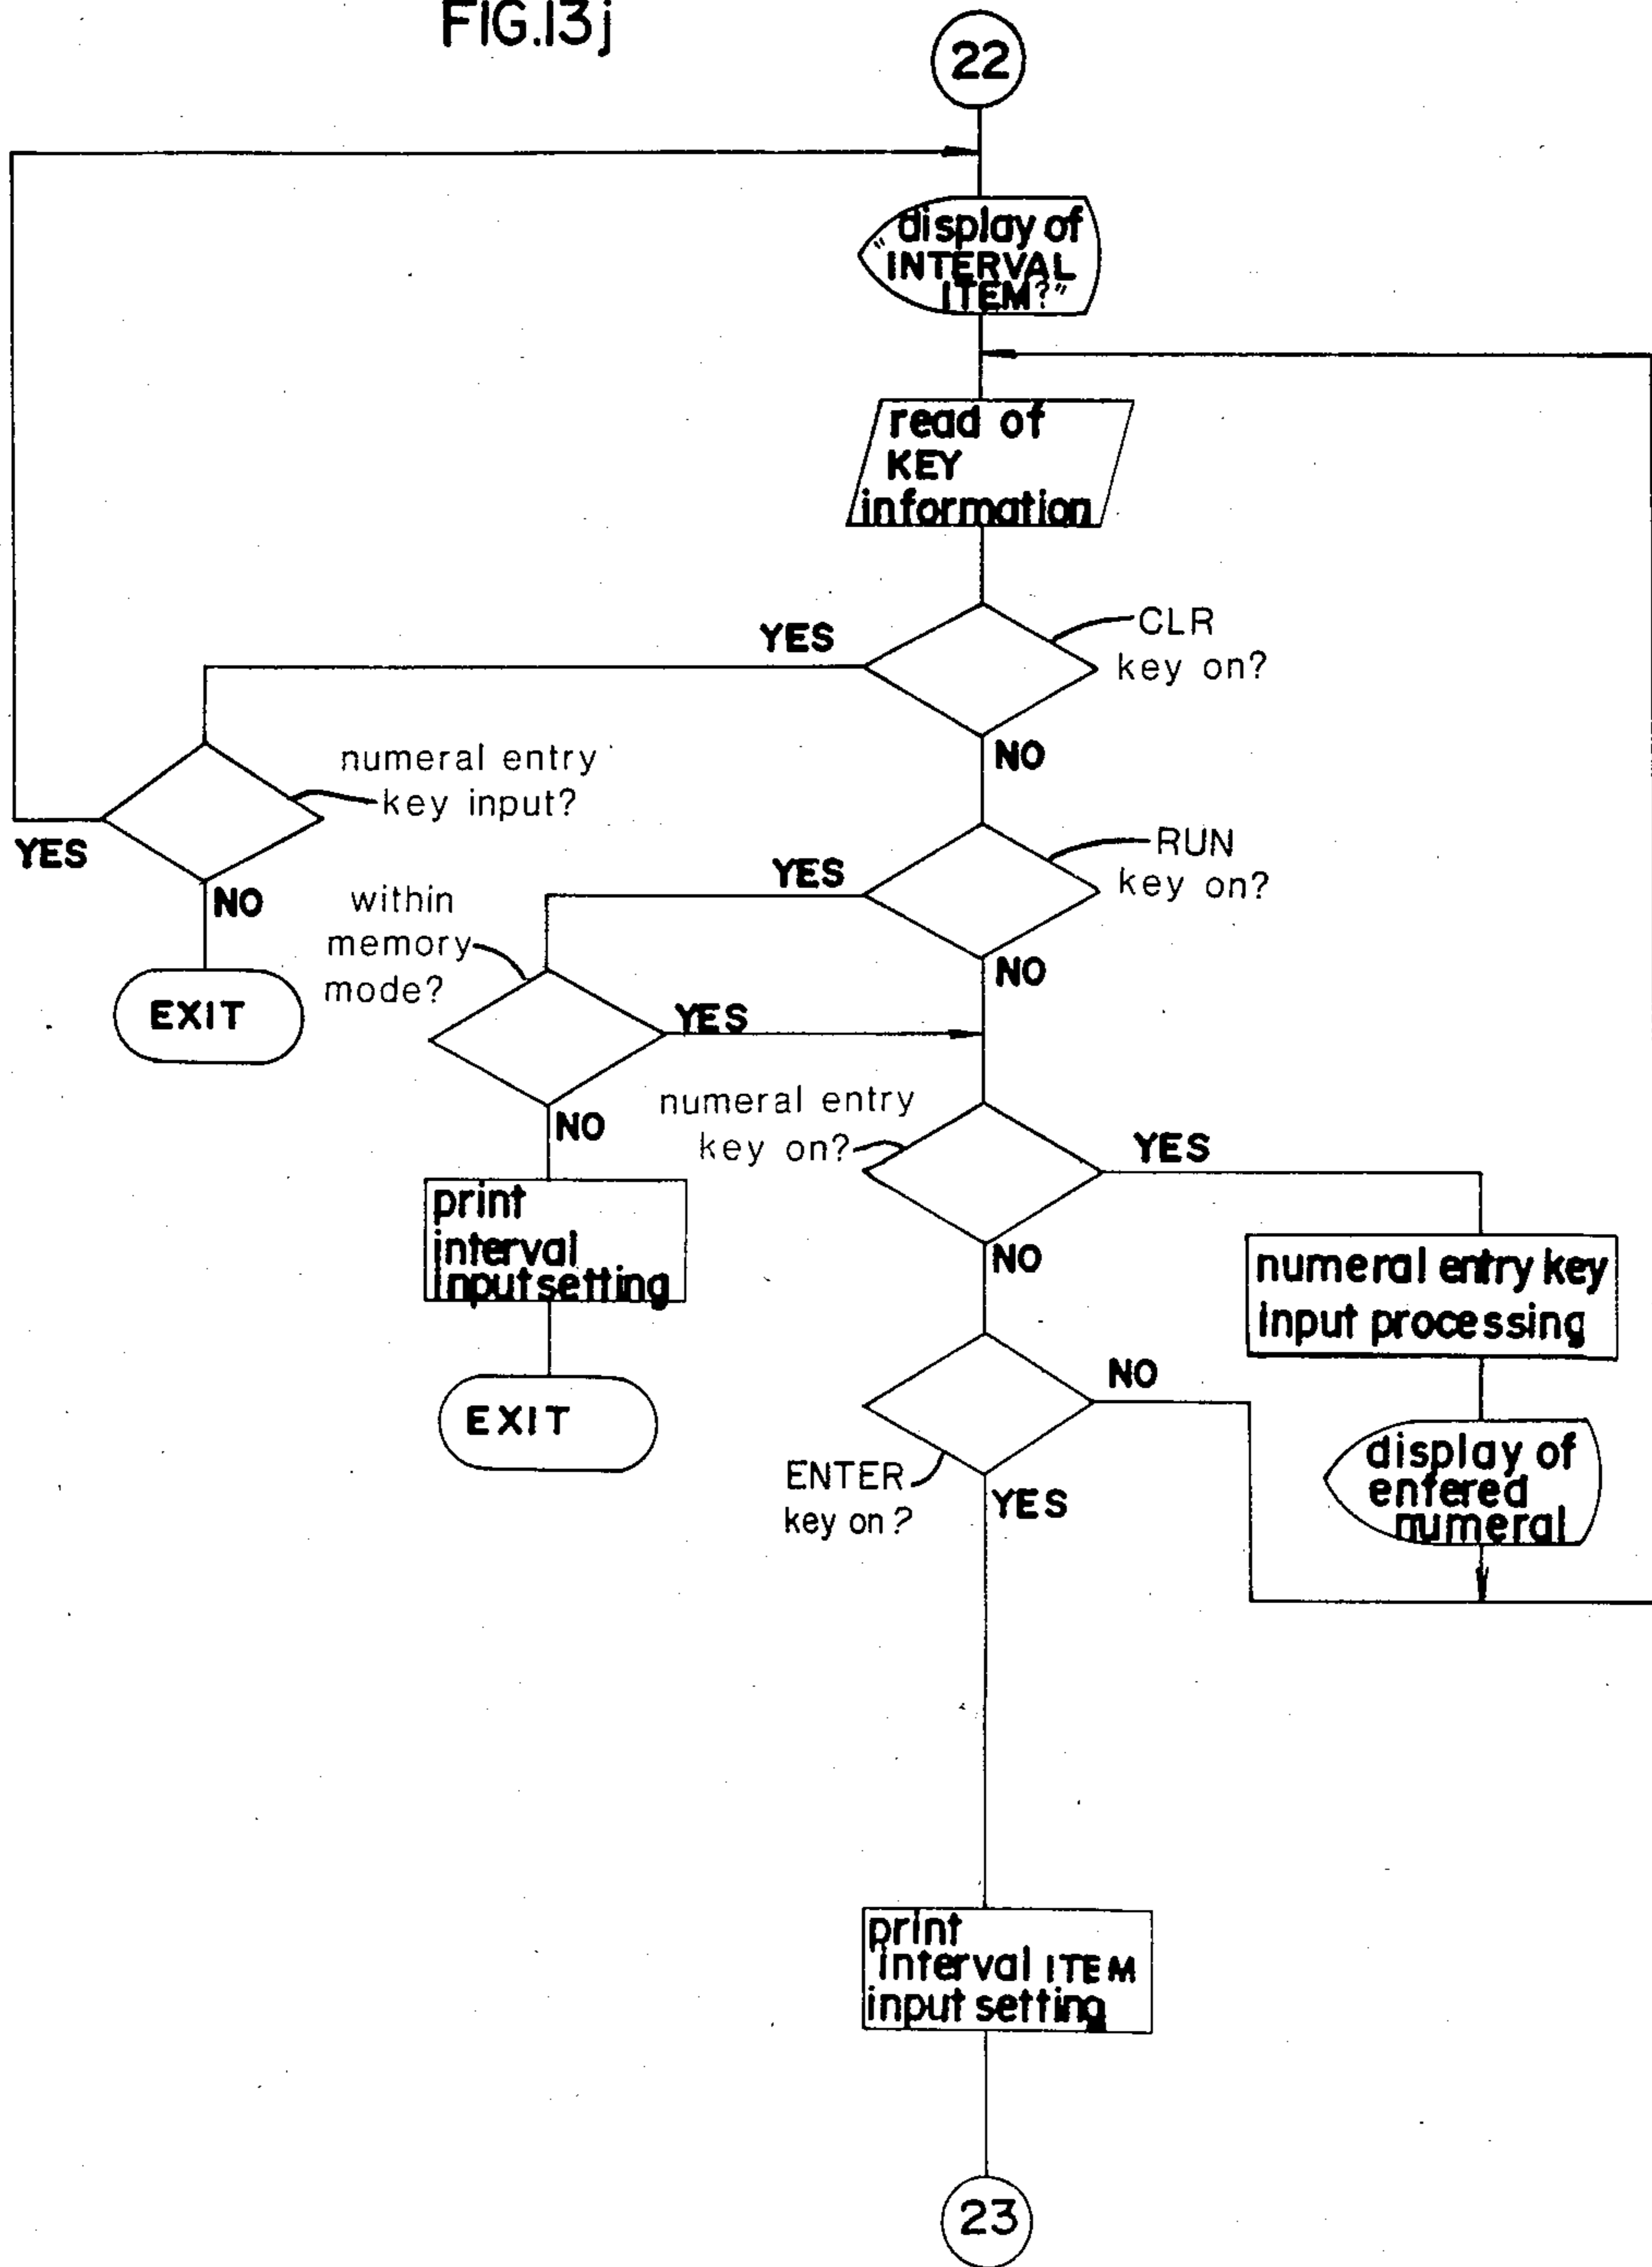 FIG.13j
22
display of
"INTERVAL
ITEM?"
read of
KEY
information
YES
CLR
key on?
NO
numeral entry
key input?
YES
NO
EXIT
RUN
key on?
YES
NO
within
memory
mode?
YES
NO
numeral entry
key on?
YES
NO
print
interval
input setting
EXIT
numeral entry key
input processing
NO
ENTER
key on?
YES
display of
entered
numeral
print
interval ITEM
input setting
23